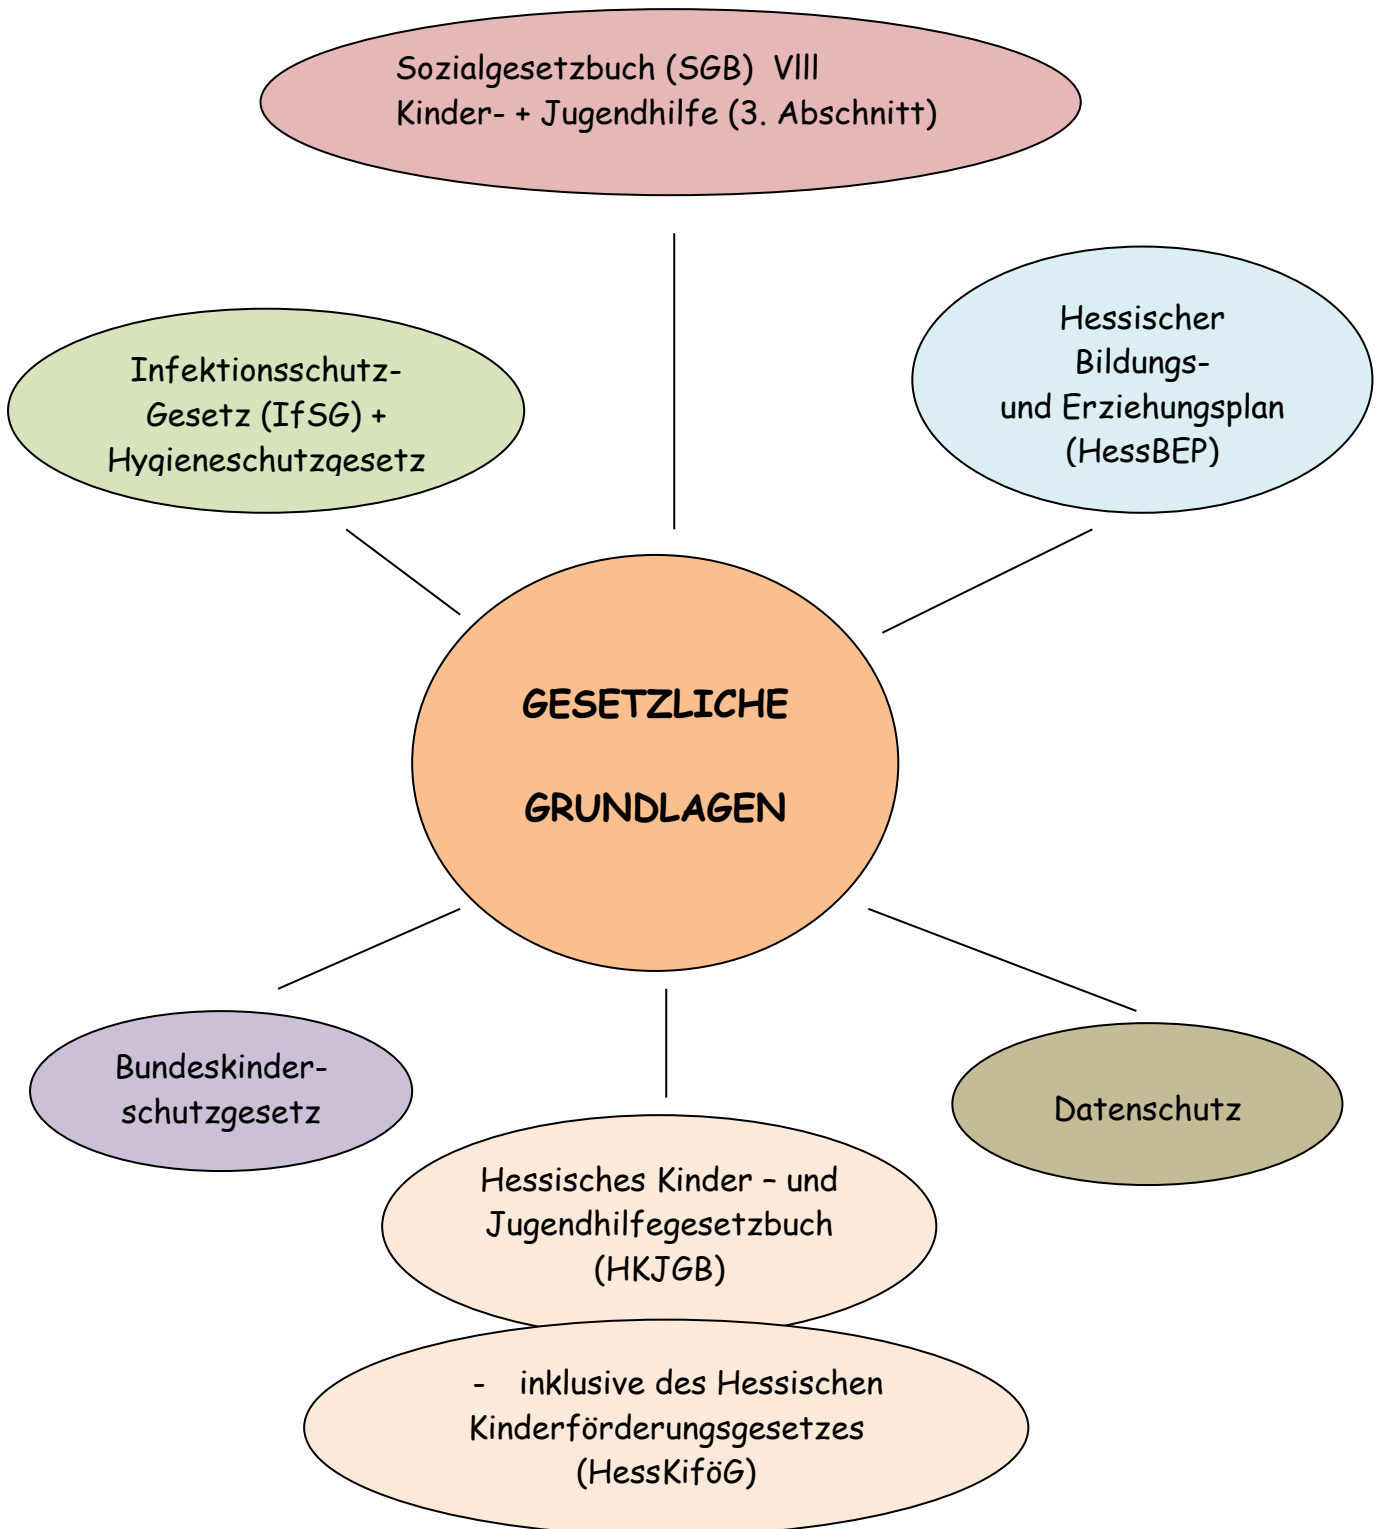 Sozialgesetzbuch (SGB) Vlll
Kinder- + Jugendhilfe (3. Abschnitt)
Infektionsschutz-
Gesetz (IfSG) +
Hygieneschutzgesetz
Hessischer
Bildungs-
und Erziehungsplan
(HessBEP)
GESETZLICHE
GRUNDLAGEN
Bundeskinder-
schutzgesetz
Datenschutz
Hessisches Kinder – und
Jugendhilfegesetzbuch
(HKJGB)
- inklusive des Hessischen
Kinderförderungsgesetzes
(HessKiföG)